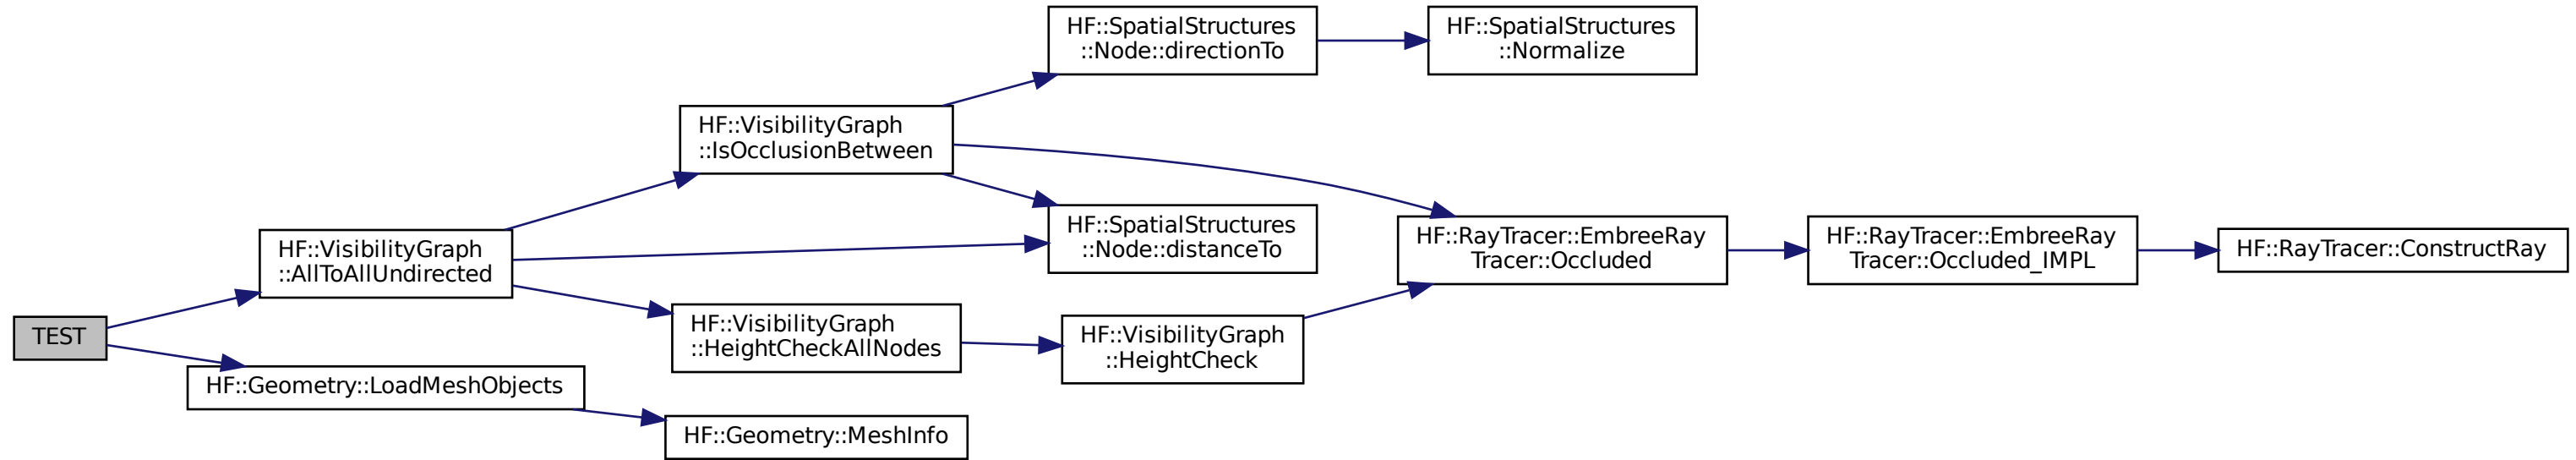 TEST
HF::VisibilityGraph
::AllToAllUndirected
HF::Geometry::LoadMeshObjects
HF::VisibilityGraph
::IsOcclusionBetween
HF::SpatialStructures
::Node::directionTo
HF::SpatialStructures
::Normalize
HF::SpatialStructures
::Node::distanceTo
HF::VisibilityGraph
::HeightCheckAllNodes
HF::VisibilityGraph
::HeightCheck
HF::RayTracer::EmbreeRay
Tracer::Occluded
HF::RayTracer::EmbreeRay
Tracer::Occluded_IMPL
HF::RayTracer::ConstructRay
HF::Geometry::MeshInfo